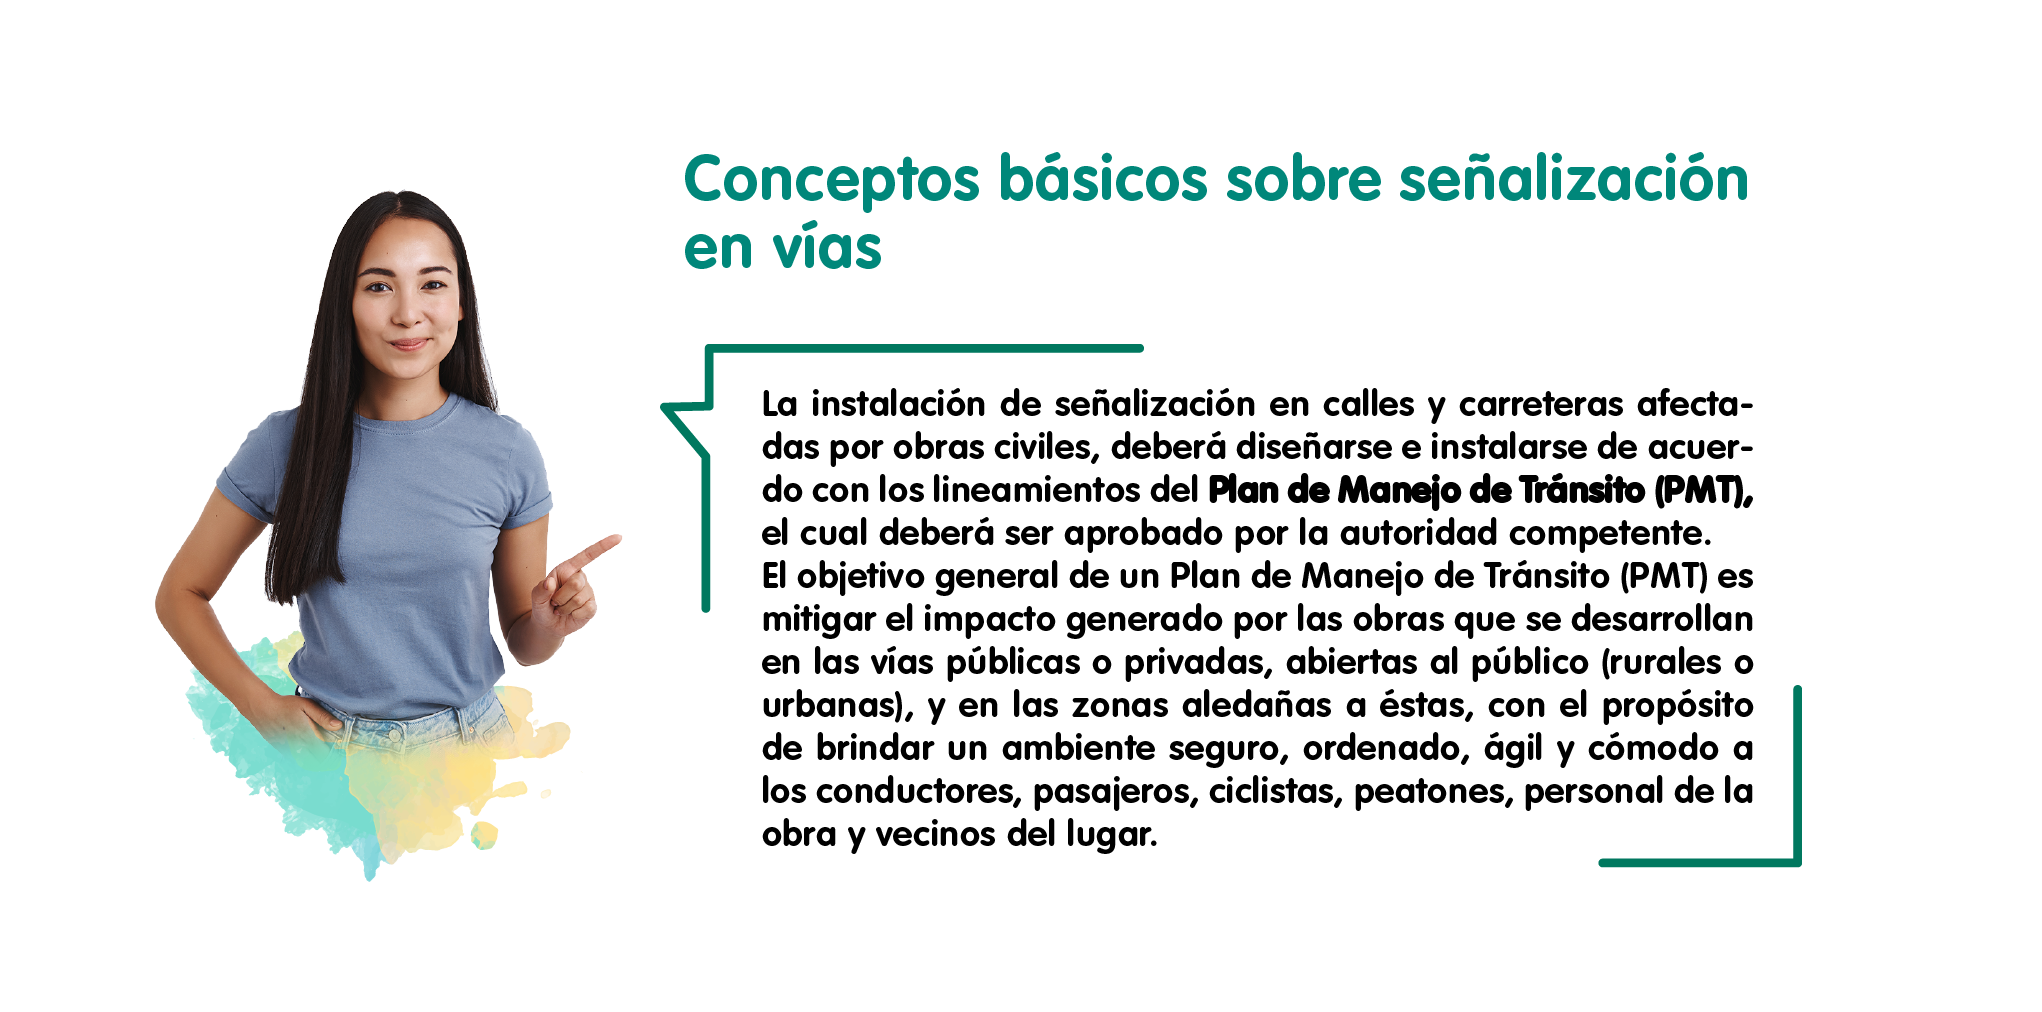 Conceptos básicos sobre señalización
en vías
La instalación de señalización en calles y carreteras afecta-
das por obras civiles, deberá diseñarse e instalarse de acuer-
do con los lineamientos del Plan de Manejo de Tránsito (PMT),
el cual deberá ser aprobado por la autoridad competente.
El objetivo general de un Plan de Manejo de Tránsito (PMT) es
mitigar el impacto generado por las obras que se desarrollan
en las vías públicas o privadas, abiertas al público (rurales o
urbanas), y en las zonas aledañas a éstas, con el propósito
de brindar un ambiente seguro, ordenado, ágil y cómodo a
los conductores, pasajeros, ciclistas, peatones, personal de la
obra y vecinos del lugar.